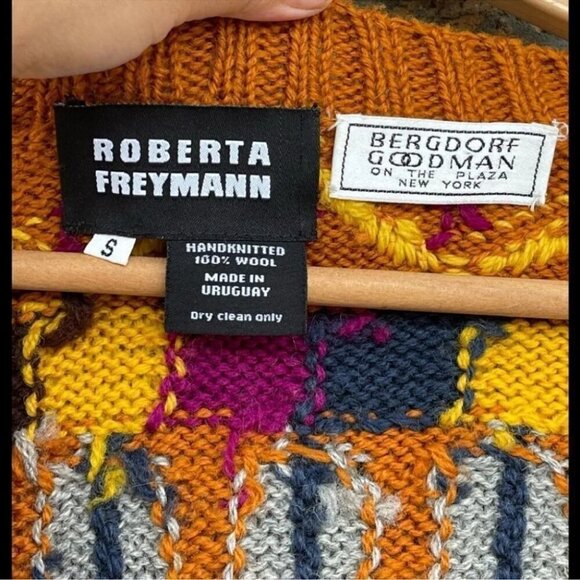 ROBERTA
FREYMANN
S
HANDKNITTED
100% WOOL
MADE IN
URUGUAY
Dry clean only
BERGDORF
GOODMAN
ON THE PLAZA
NEW YORK